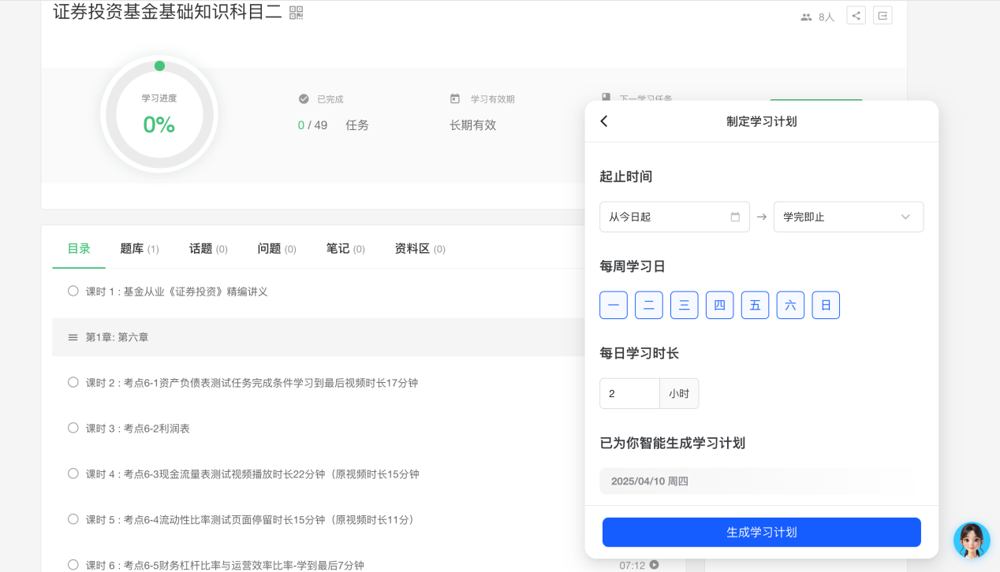 证券投资基金基础知识科目二
8人
学习进度
0%
已完成
0 / 49 任务
学习有效期
长期有效
下一学习任务
目录 题库 (1) 话题 (0) 问题 (0) 笔记 (0) 资料区 (0)
课时 1 : 基金从业《证券投资》精编讲义
第1章: 第六章
课时 2 : 考点6-1资产负债表测试任务完成条件学习到最后视频时长17分钟
课时 3 : 考点6-2利润表
课时 4 : 考点6-3现金流量表测试视频播放时长22分钟（原视频时长15分钟
课时 5 : 考点6-4流动性比率测试页面停留时长15分钟（原视频时长11分）
课时 6 : 考点6-5财务杠杆比率与运营效率比率-学到最后7分钟
07:12
制定学习计划
起止时间
从今日起 → 学完即止
每周学习日
一 二 三 四 五 六 日
每日学习时长
2 小时
已为你智能生成学习计划
2025/04/10 周四
生成学习计划